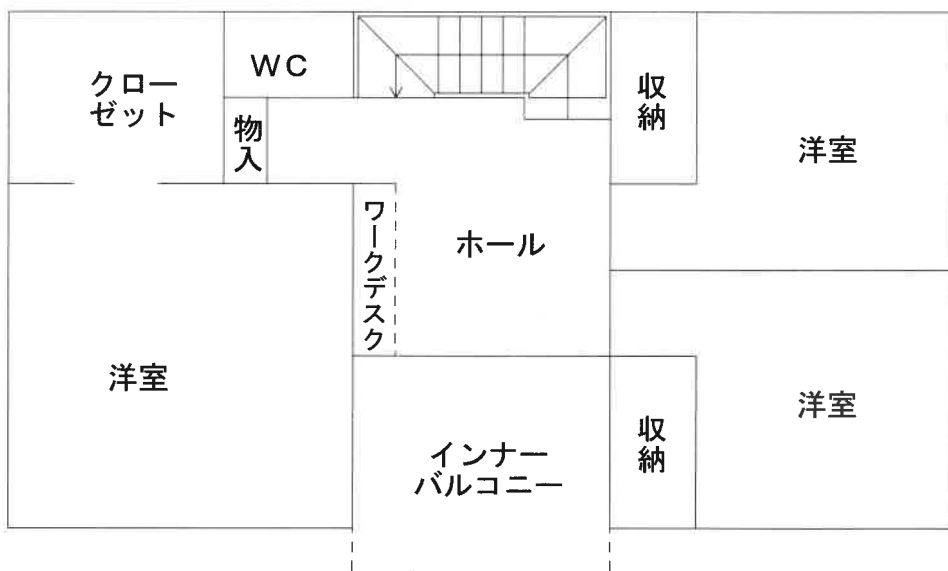 クロー
ゼット
WC
物
入
収
納
洋室
ワークデスク
ホール
洋室
インナー
バルコニー
収
納
洋室